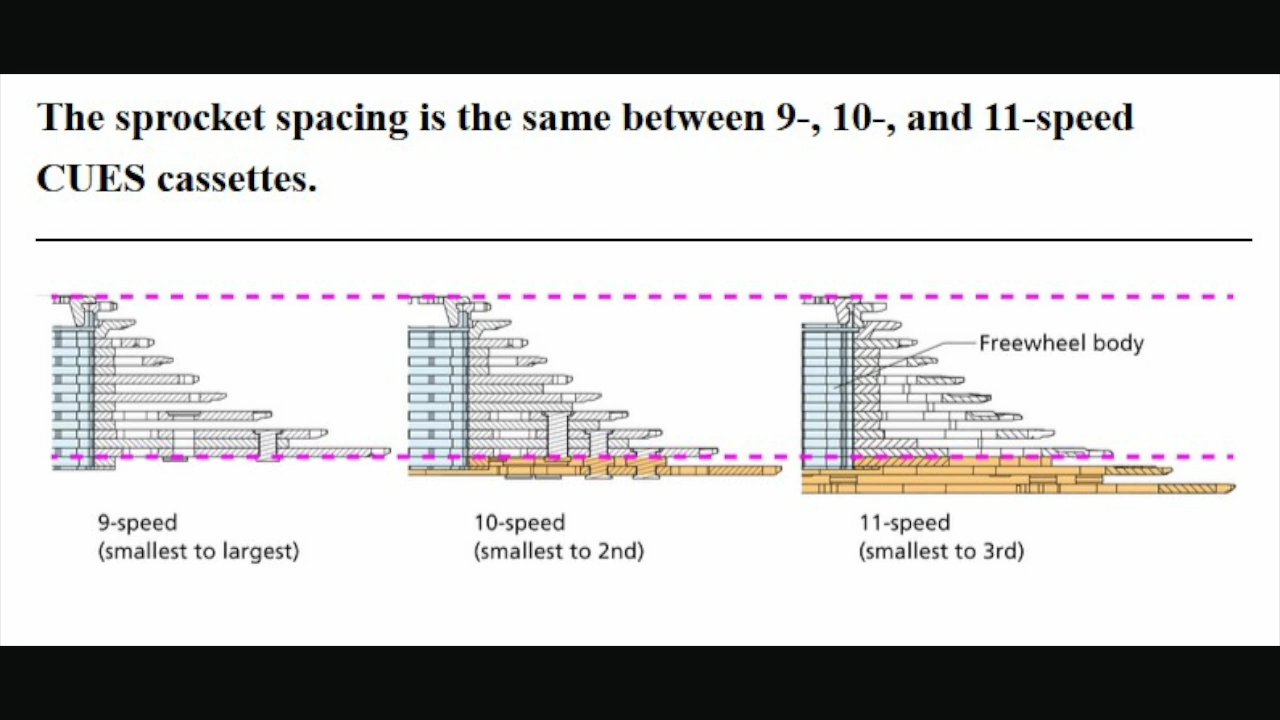 The sprocket spacing is the same between 9-, 10-, and 11-speed
CUES cassettes.
Freewheel body
9-speed
(smallest to largest)
10-speed
(smallest to 2nd)
11-speed
(smallest to 3rd)